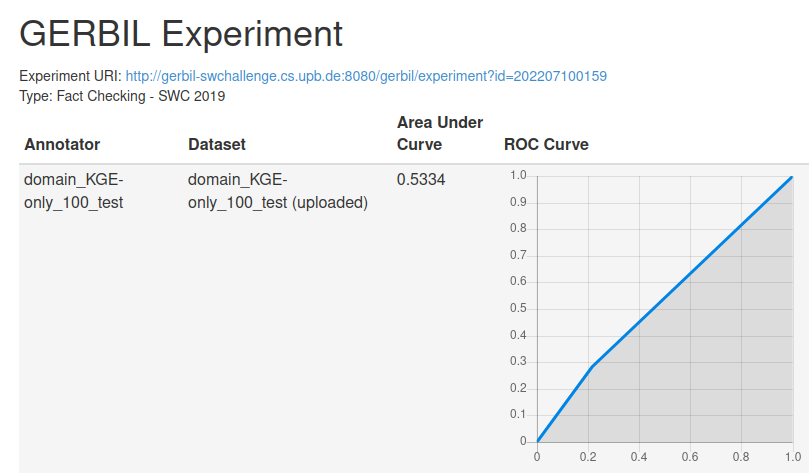 GERBIL Experiment
Experiment URI: http://gerbil-swchallenge.cs.upb.de:8080/gerbil/experiment?id=202207100159
Type: Fact Checking - SWC 2019
Annotator Dataset Area Under Curve ROC Curve
domain_KGE- domain_KGE- 0.5334
only_100_test only_100_test (uploaded)
1.0
0.9
0.8
0.7
0.6
0.5
0.4
0.3
0.2
0.1
0
0 0.2 0.4 0.6 0.8 1.0